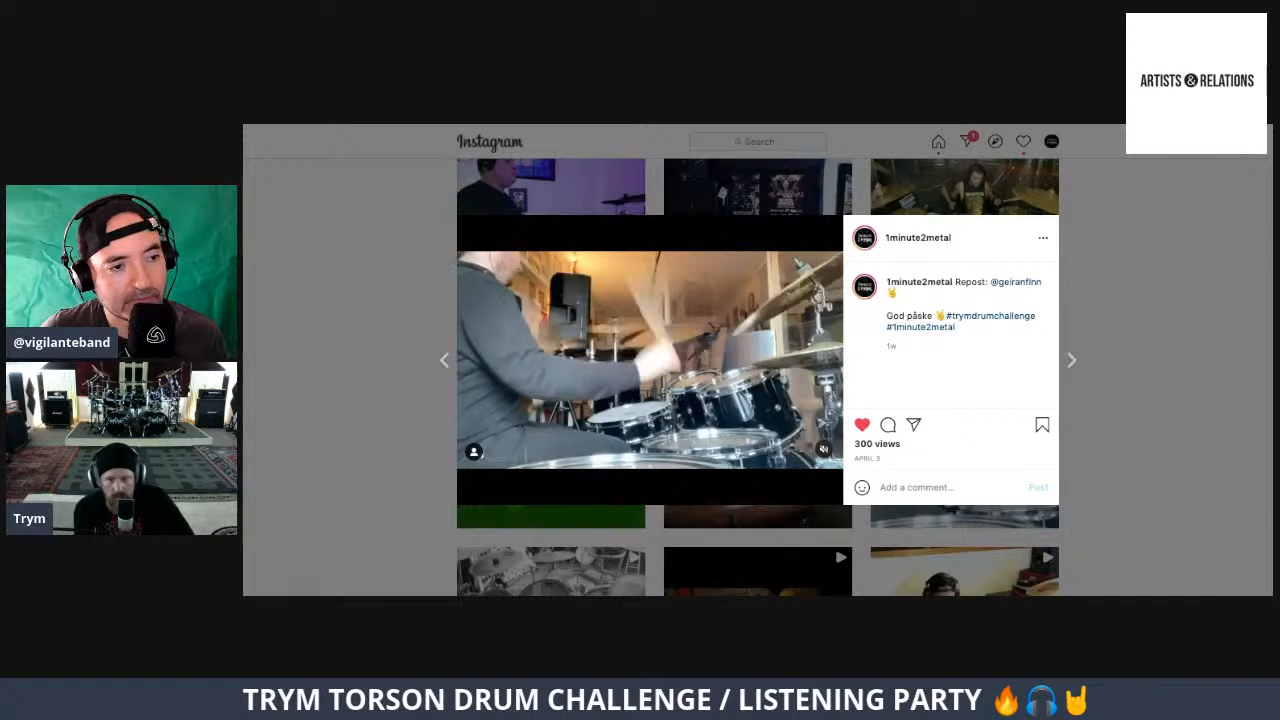 ARTISTS & RELATIONS
Instagram
Search
1
1minute2metal
1minute2metal Repost: @geiranfinn
🤘
God påske 🤘#trymdrumchallenge
#1minute2metal
1w
300 views
APRIL 3
Add a comment...
Post
@vigilanteband
Trym
TRYM TORSON DRUM CHALLENGE / LISTENING PARTY 🔥🎧🤘